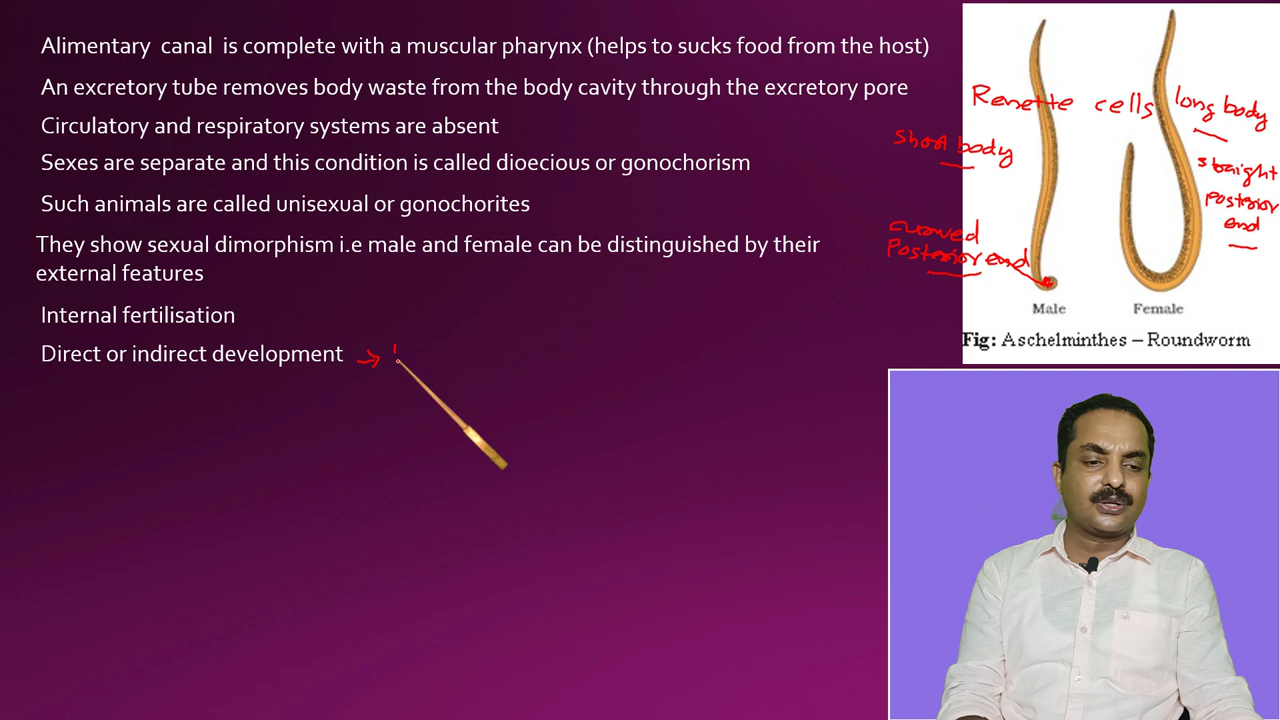 Alimentary canal is complete with a muscular pharynx (helps to sucks food from the host)
An excretory tube removes body waste from the body cavity through the excretory pore
Circulatory and respiratory systems are absent
Sexes are separate and this condition is called dioecious or gonochorism
Such animals are called unisexual or gonochorites
They show sexual dimorphism i.e male and female can be distinguished by their
external features
Internal fertilisation
Direct or indirect development →
Renette cells
long body
short body
straight
posterior
end
curved
Posterior end
Male
Female
Fig: Aschelminthes – Roundworm